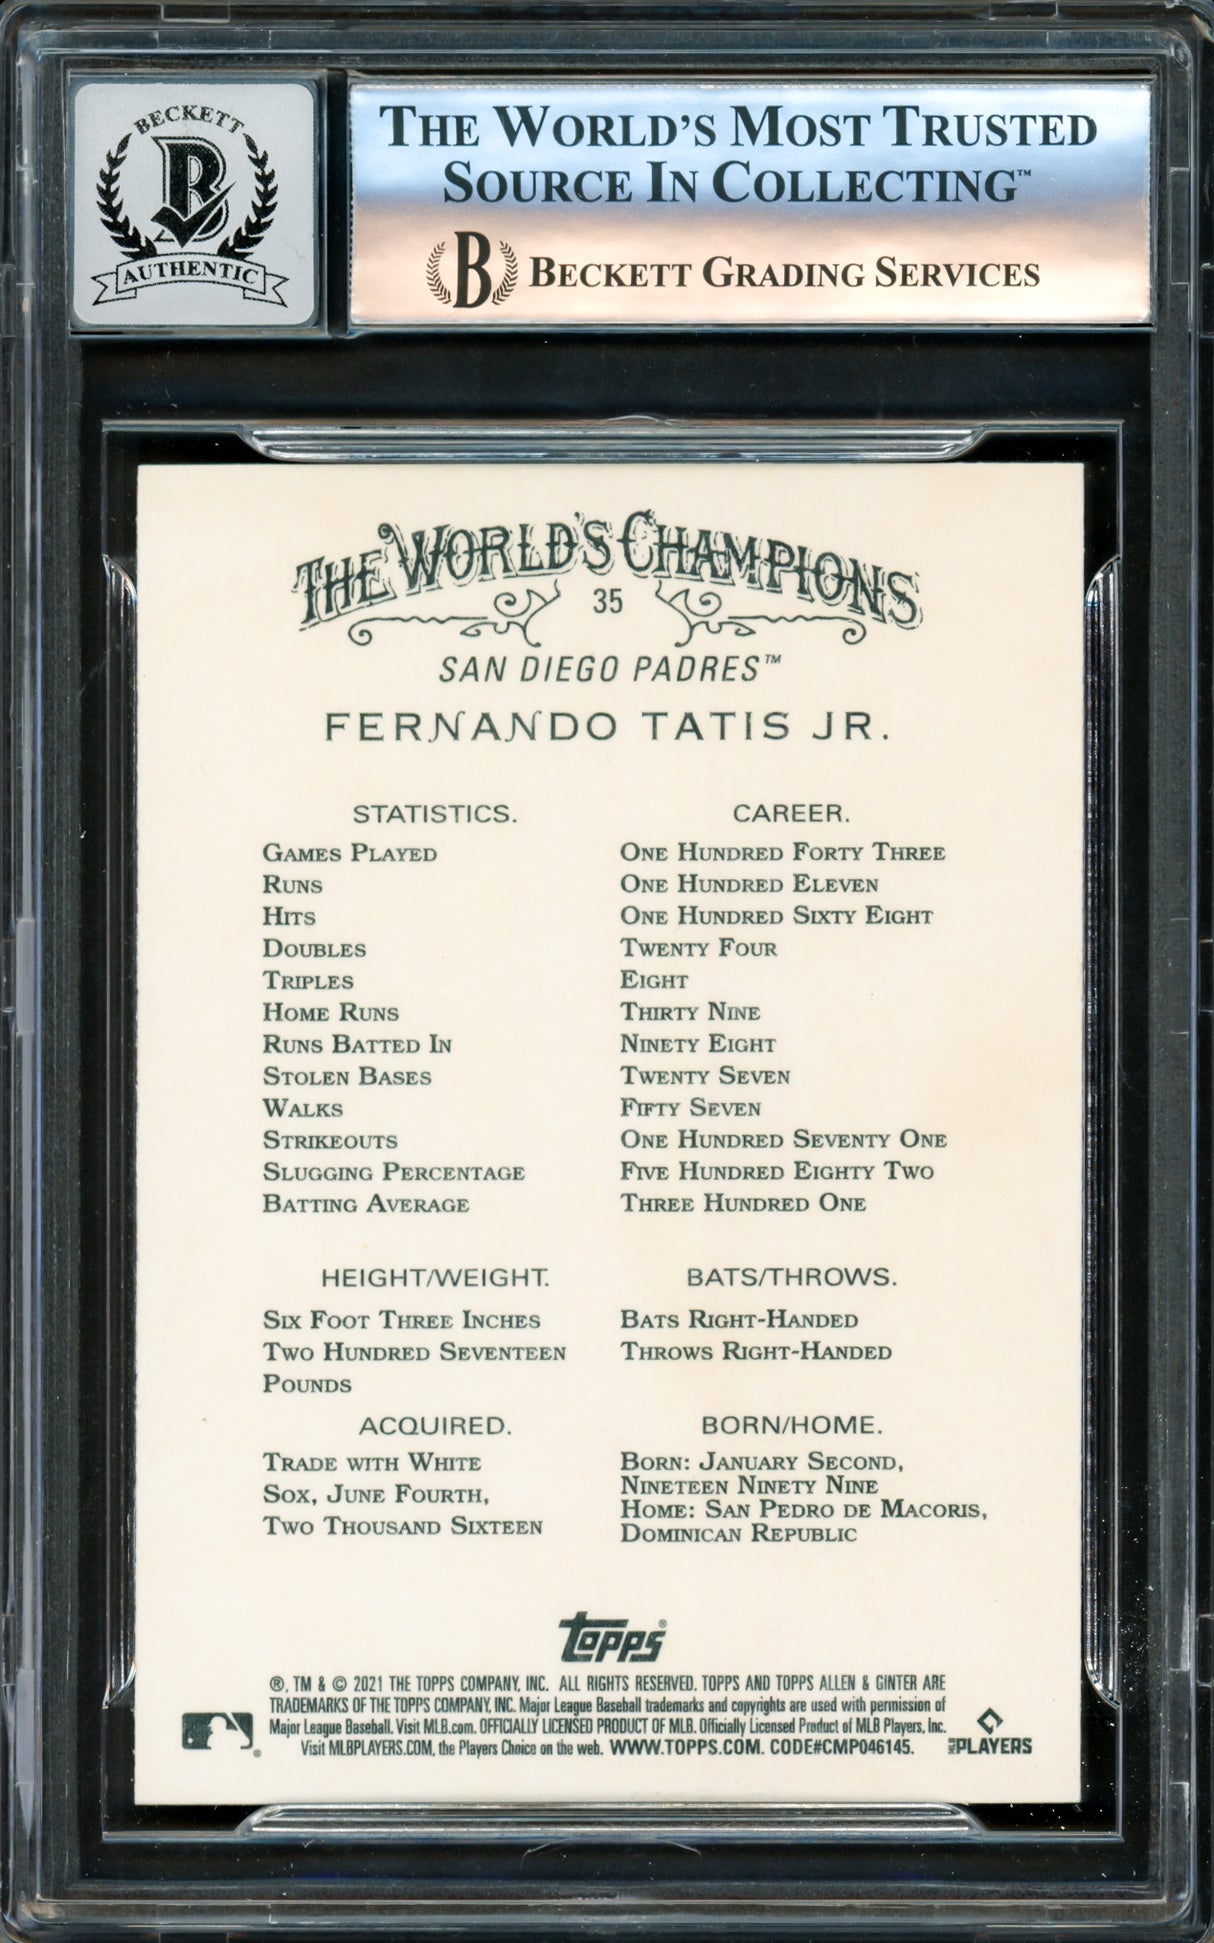 BECKETT
B
AUTHENTIC
THE WORLD'S MOST TRUSTED
SOURCE IN COLLECTING™
B BECKETT GRADING SERVICES
THE WORLD'S CHAMPIONS
35
SAN DIEGO PADRES™
FERNANDO TATIS JR.
STATISTICS. CAREER.
GAMES PLAYED ONE HUNDRED FORTY THREE
RUNS ONE HUNDRED ELEVEN
HITS ONE HUNDRED SIXTY EIGHT
DOUBLES TWENTY FOUR
TRIPLES EIGHT
HOME RUNS THIRTY NINE
RUNS BATTED IN NINETY EIGHT
STOLEN BASES TWENTY SEVEN
WALKS FIFTY SEVEN
STRIKEOUTS ONE HUNDRED SEVENTY ONE
SLUGGING PERCENTAGE FIVE HUNDRED EIGHTY TWO
BATTING AVERAGE THREE HUNDRED ONE
HEIGHT/WEIGHT.
SIX FOOT THREE INCHES
TWO HUNDRED SEVENTEEN
POUNDS
BATS/THROWS.
BATS RIGHT-HANDED
THROWS RIGHT-HANDED
ACQUIRED.
TRADE WITH WHITE
SOX, JUNE FOURTH,
TWO THOUSAND SIXTEEN
BORN/HOME.
BORN: JANUARY SECOND,
NINETEEN NINETY NINE
HOME: SAN PEDRO DE MACORIS,
DOMINICAN REPUBLIC
topps®
®, TM & © 2021 THE TOPPS COMPANY, INC. ALL RIGHTS RESERVED. TOPPS AND TOPPS ALLEN & GINTER ARE
TRADEMARKS OF THE TOPPS COMPANY, INC. Major League Baseball trademarks and copyrights are used with permission of
Major League Baseball. Visit MLB.com. OFFICIALLY LICENSED PRODUCT OF MLB. Officially Licensed Product of MLB Players, Inc.
Visit MLBPLAYERS.COM, the Players Choice on the web. WWW.TOPPS.COM. CODE#CMP046145.
MLB PLAYERS